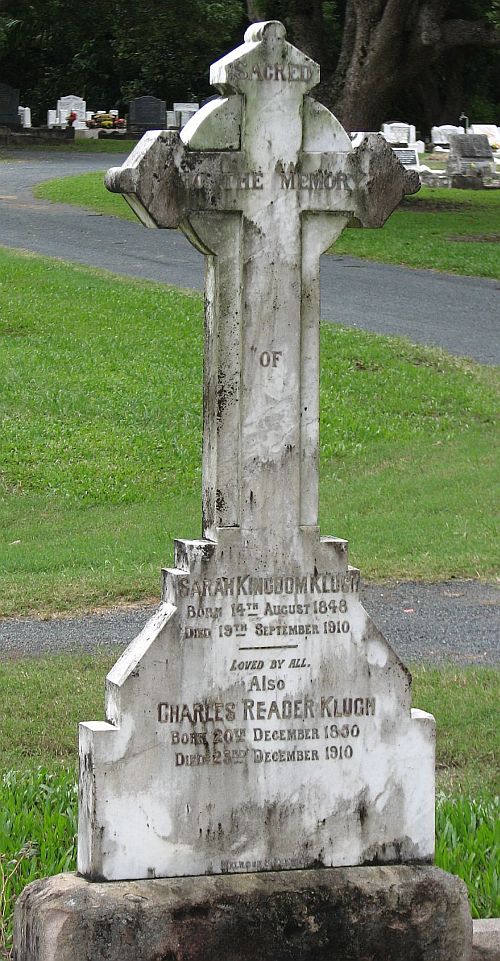 SACRED
TO THE MEMORY
OF
SARAH KINGDOM KLUGH
BORN 14TH AUGUST 1848
DIED 19TH SEPTEMBER 1910
LOVED BY ALL.
ALSO
CHARLES READER KLUGH
BORN 20TH DECEMBER 1850
DIED 23RD DECEMBER 1910